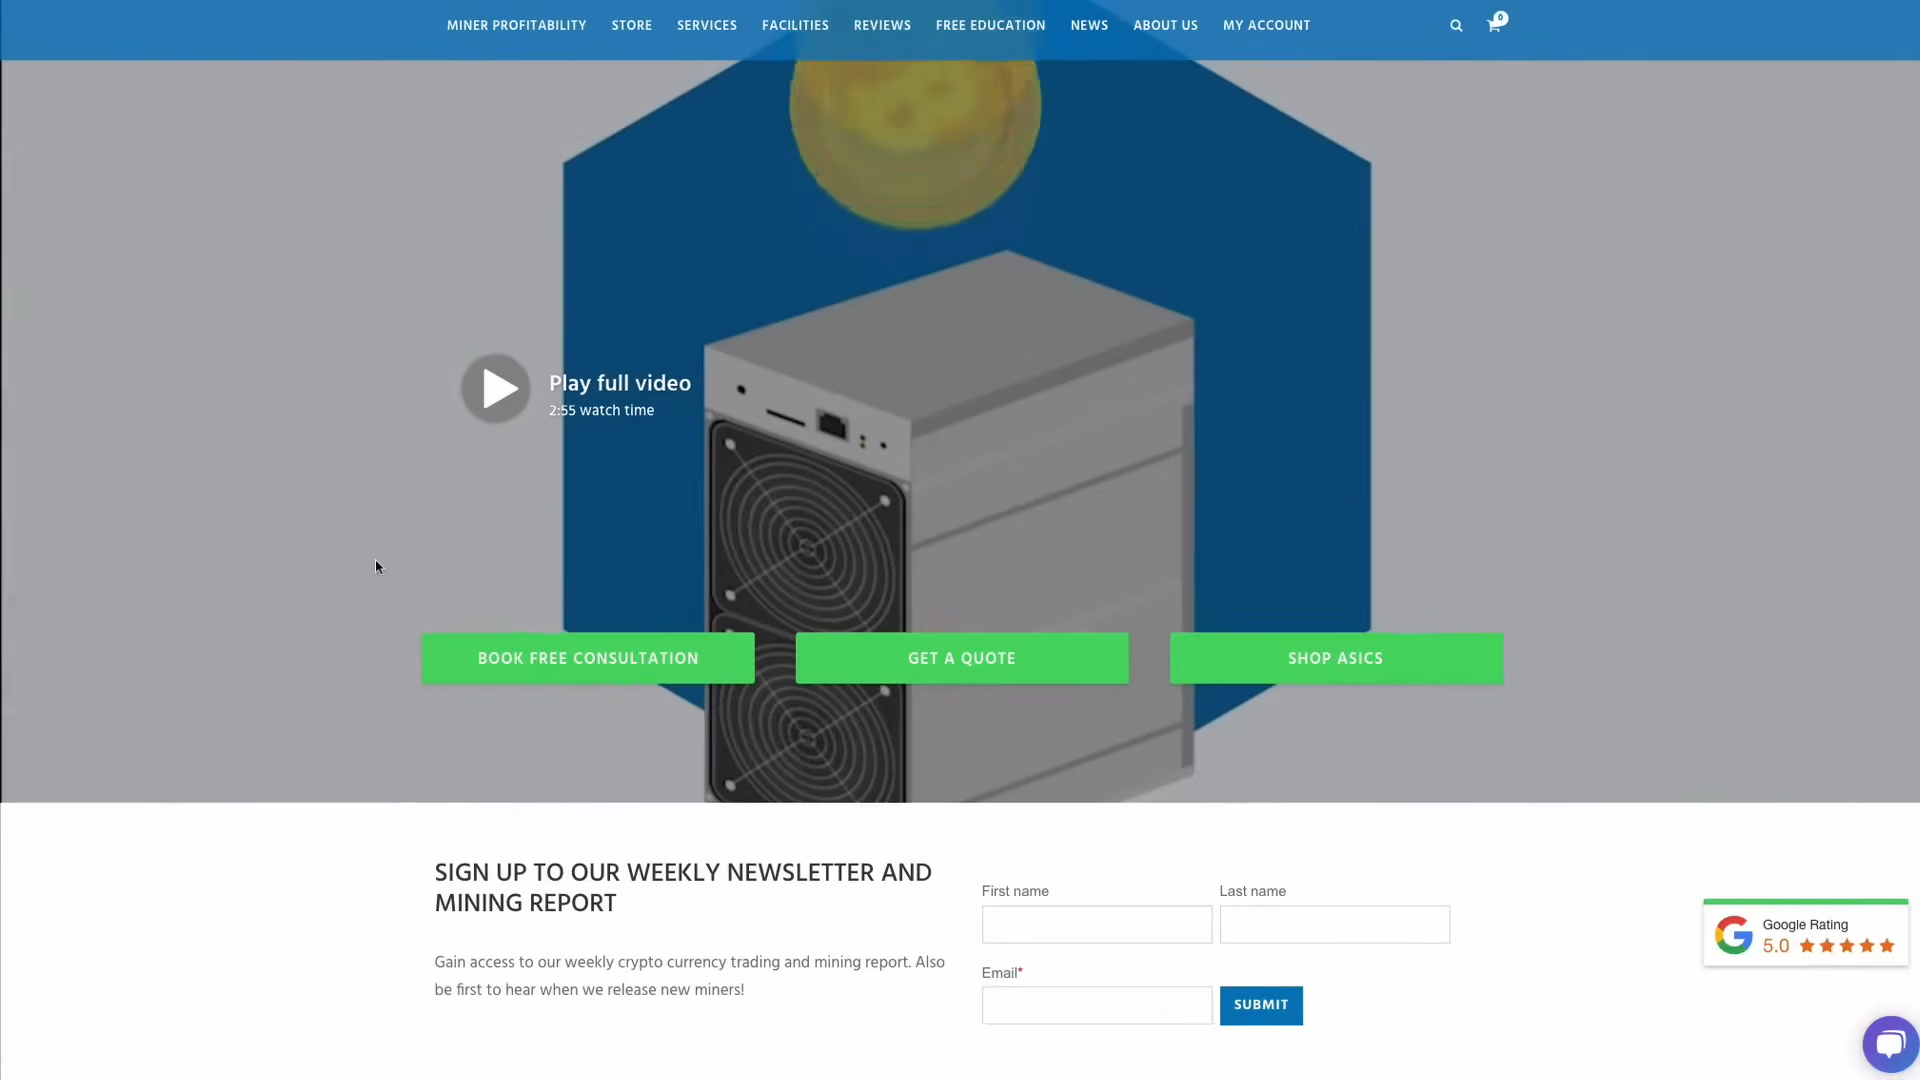 MINER PROFITABILITY STORE SERVICES FACILITIES REVIEWS FREE EDUCATION NEWS ABOUT US MY ACCOUNT 0
Play full video
2:55 watch time
BOOK FREE CONSULTATION GET A QUOTE SHOP ASICS
SIGN UP TO OUR WEEKLY NEWSLETTER AND
MINING REPORT
Gain access to our weekly crypto currency trading and mining report. Also
be first to hear when we release new miners!
First name Last name
Email*
SUBMIT
Google Rating
5.0